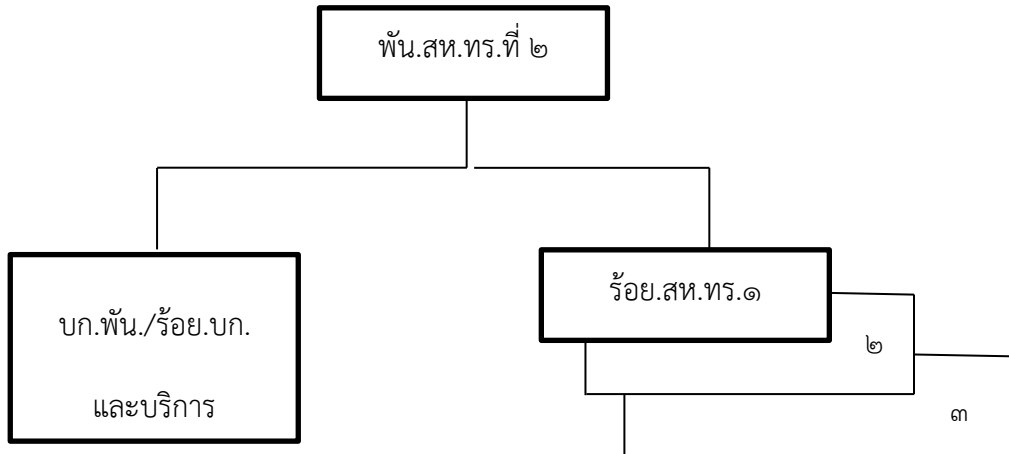 พัน.สห.ทร.ที่ ๒
ร้อย.สห.ทร.๑
บก.พัน./ร้อย.บก.
และบริการ
๒
๓